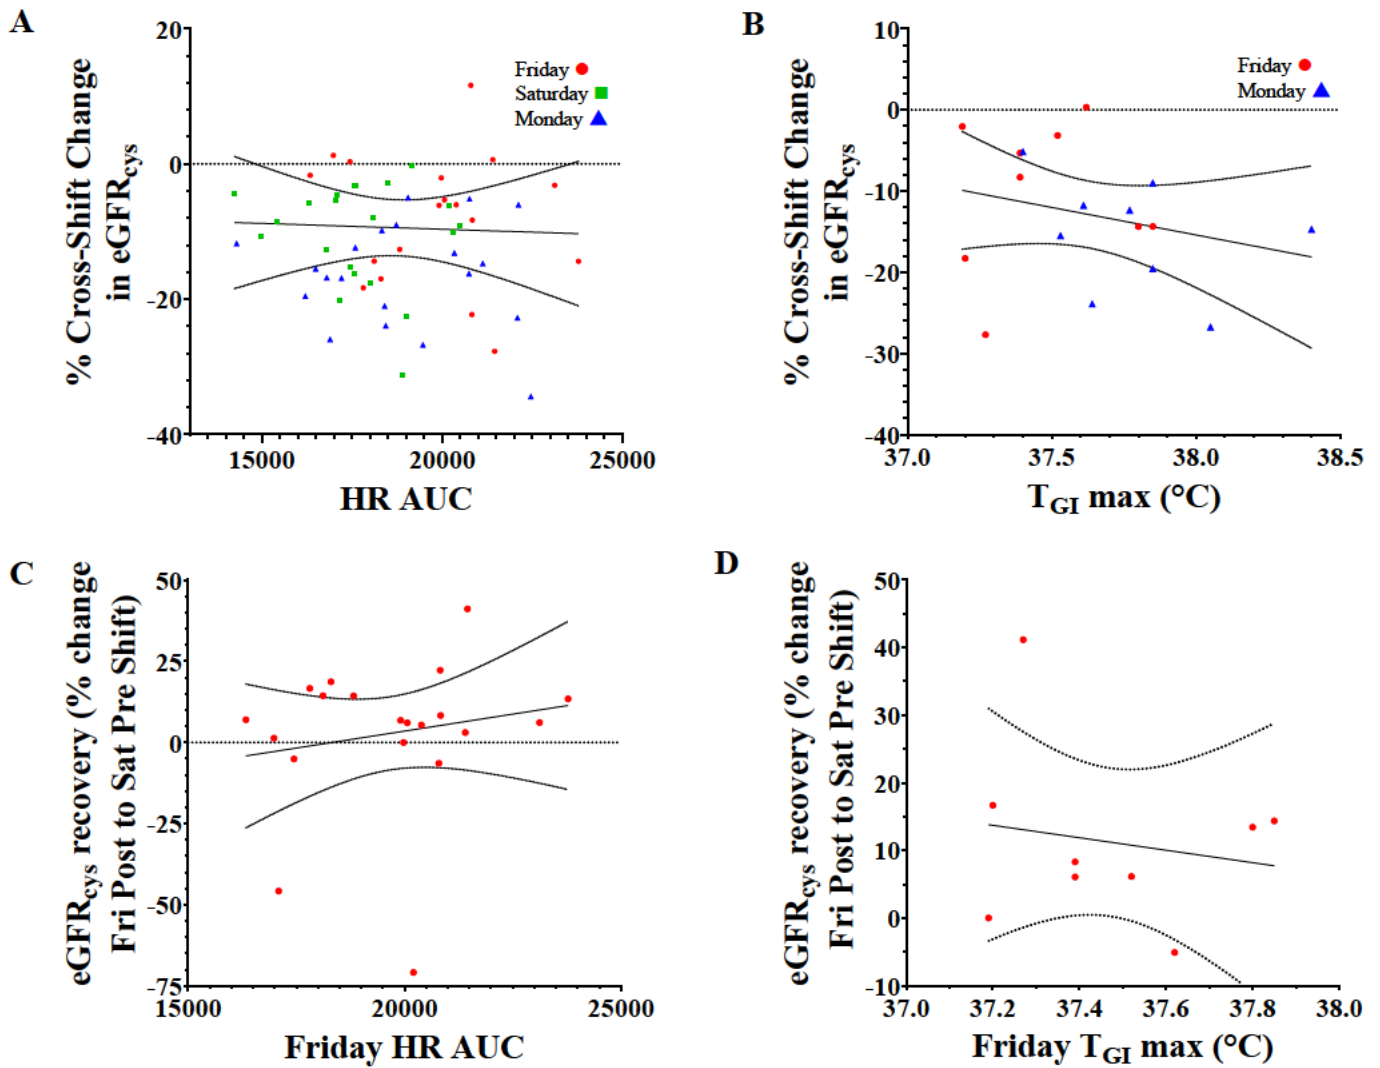 A
% Cross-Shift Change
in eGFRcys
20
0
-20
-40
15000
20000
25000
HR AUC
Friday
Saturday
Monday
B
% Cross-Shift Change
in eGFRcys
10
0
-10
-20
-30
-40
37.0
37.5
38.0
38.5
TGI max (°C)
Friday
Monday
C
eGFRcys recovery (% change
Fri Post to Sat Pre Shift)
50
25
0
-25
-50
-75
15000
20000
25000
Friday HR AUC
D
eGFRcys recovery (% change
Fri Post to Sat Pre Shift)
50
40
30
20
10
0
-10
37.0
37.2
37.4
37.6
37.8
38.0
Friday TGI max (°C)